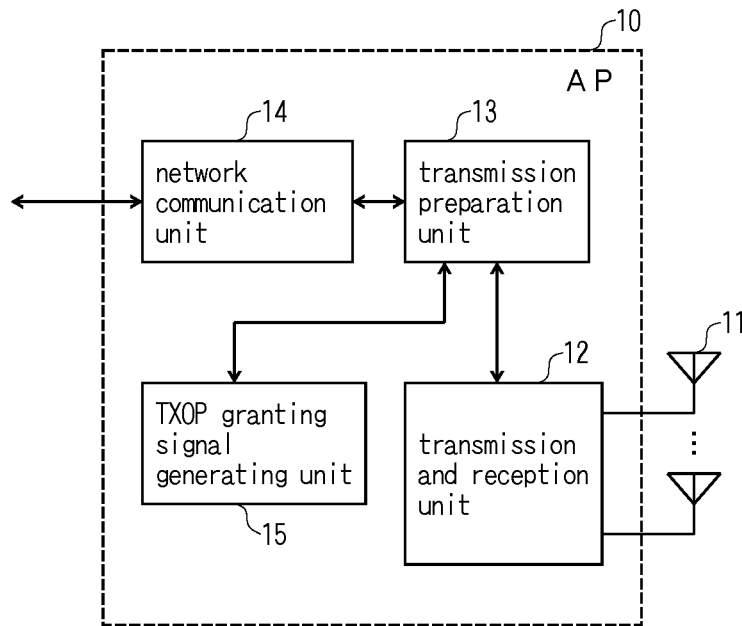 10
AP
14
13
network
communication
unit
transmission
preparation
unit
11
12
TXOP granting
signal
generating unit
transmission
and reception
unit
15